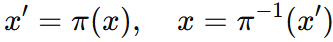 x′ = π(x), x = π⁻¹(x′)